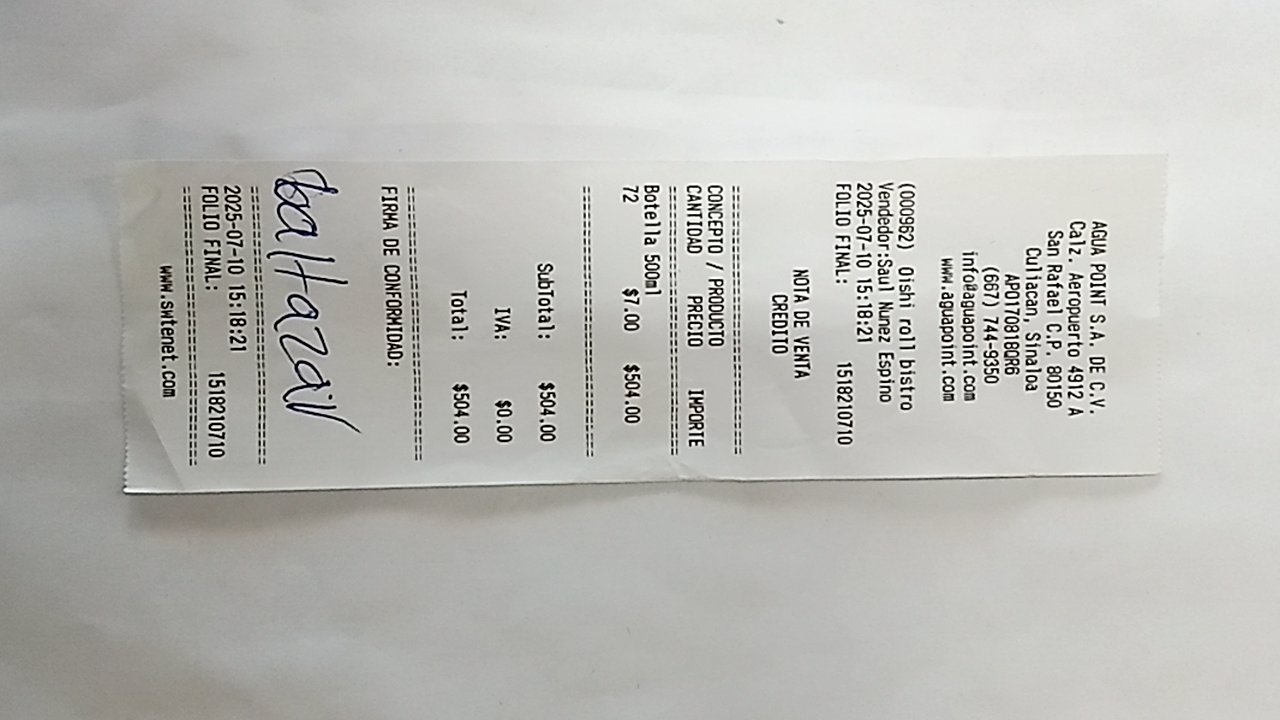 AGUA POINT S.A. DE C.V.
Calz. Aeropuerto 4912 A
San Rafael C.P. 80150
Culiacan, Sinaloa
APO170818QR6
(667) 744-9350
info@aguapoint.com
www.aguapoint.com
(000962) Oishi roll bistro
Vendedor:Saul Nunez Espino
2025-07-10 15:18:21
FOLIO FINAL: 1518210710
NOTA DE VENTA
CREDITO
CONCEPTO / PRODUCTO
CANTIDAD PRECIO IMPORTE
Botella 500ml
72 $7.00 $504.00
SubTotal: $504.00
IVA: $0.00
Total: $504.00
FIRMA DE CONFORMIDAD:
baltazar
2025-07-10 15:18:21
FOLIO FINAL: 1518210710
www.swtenet.com